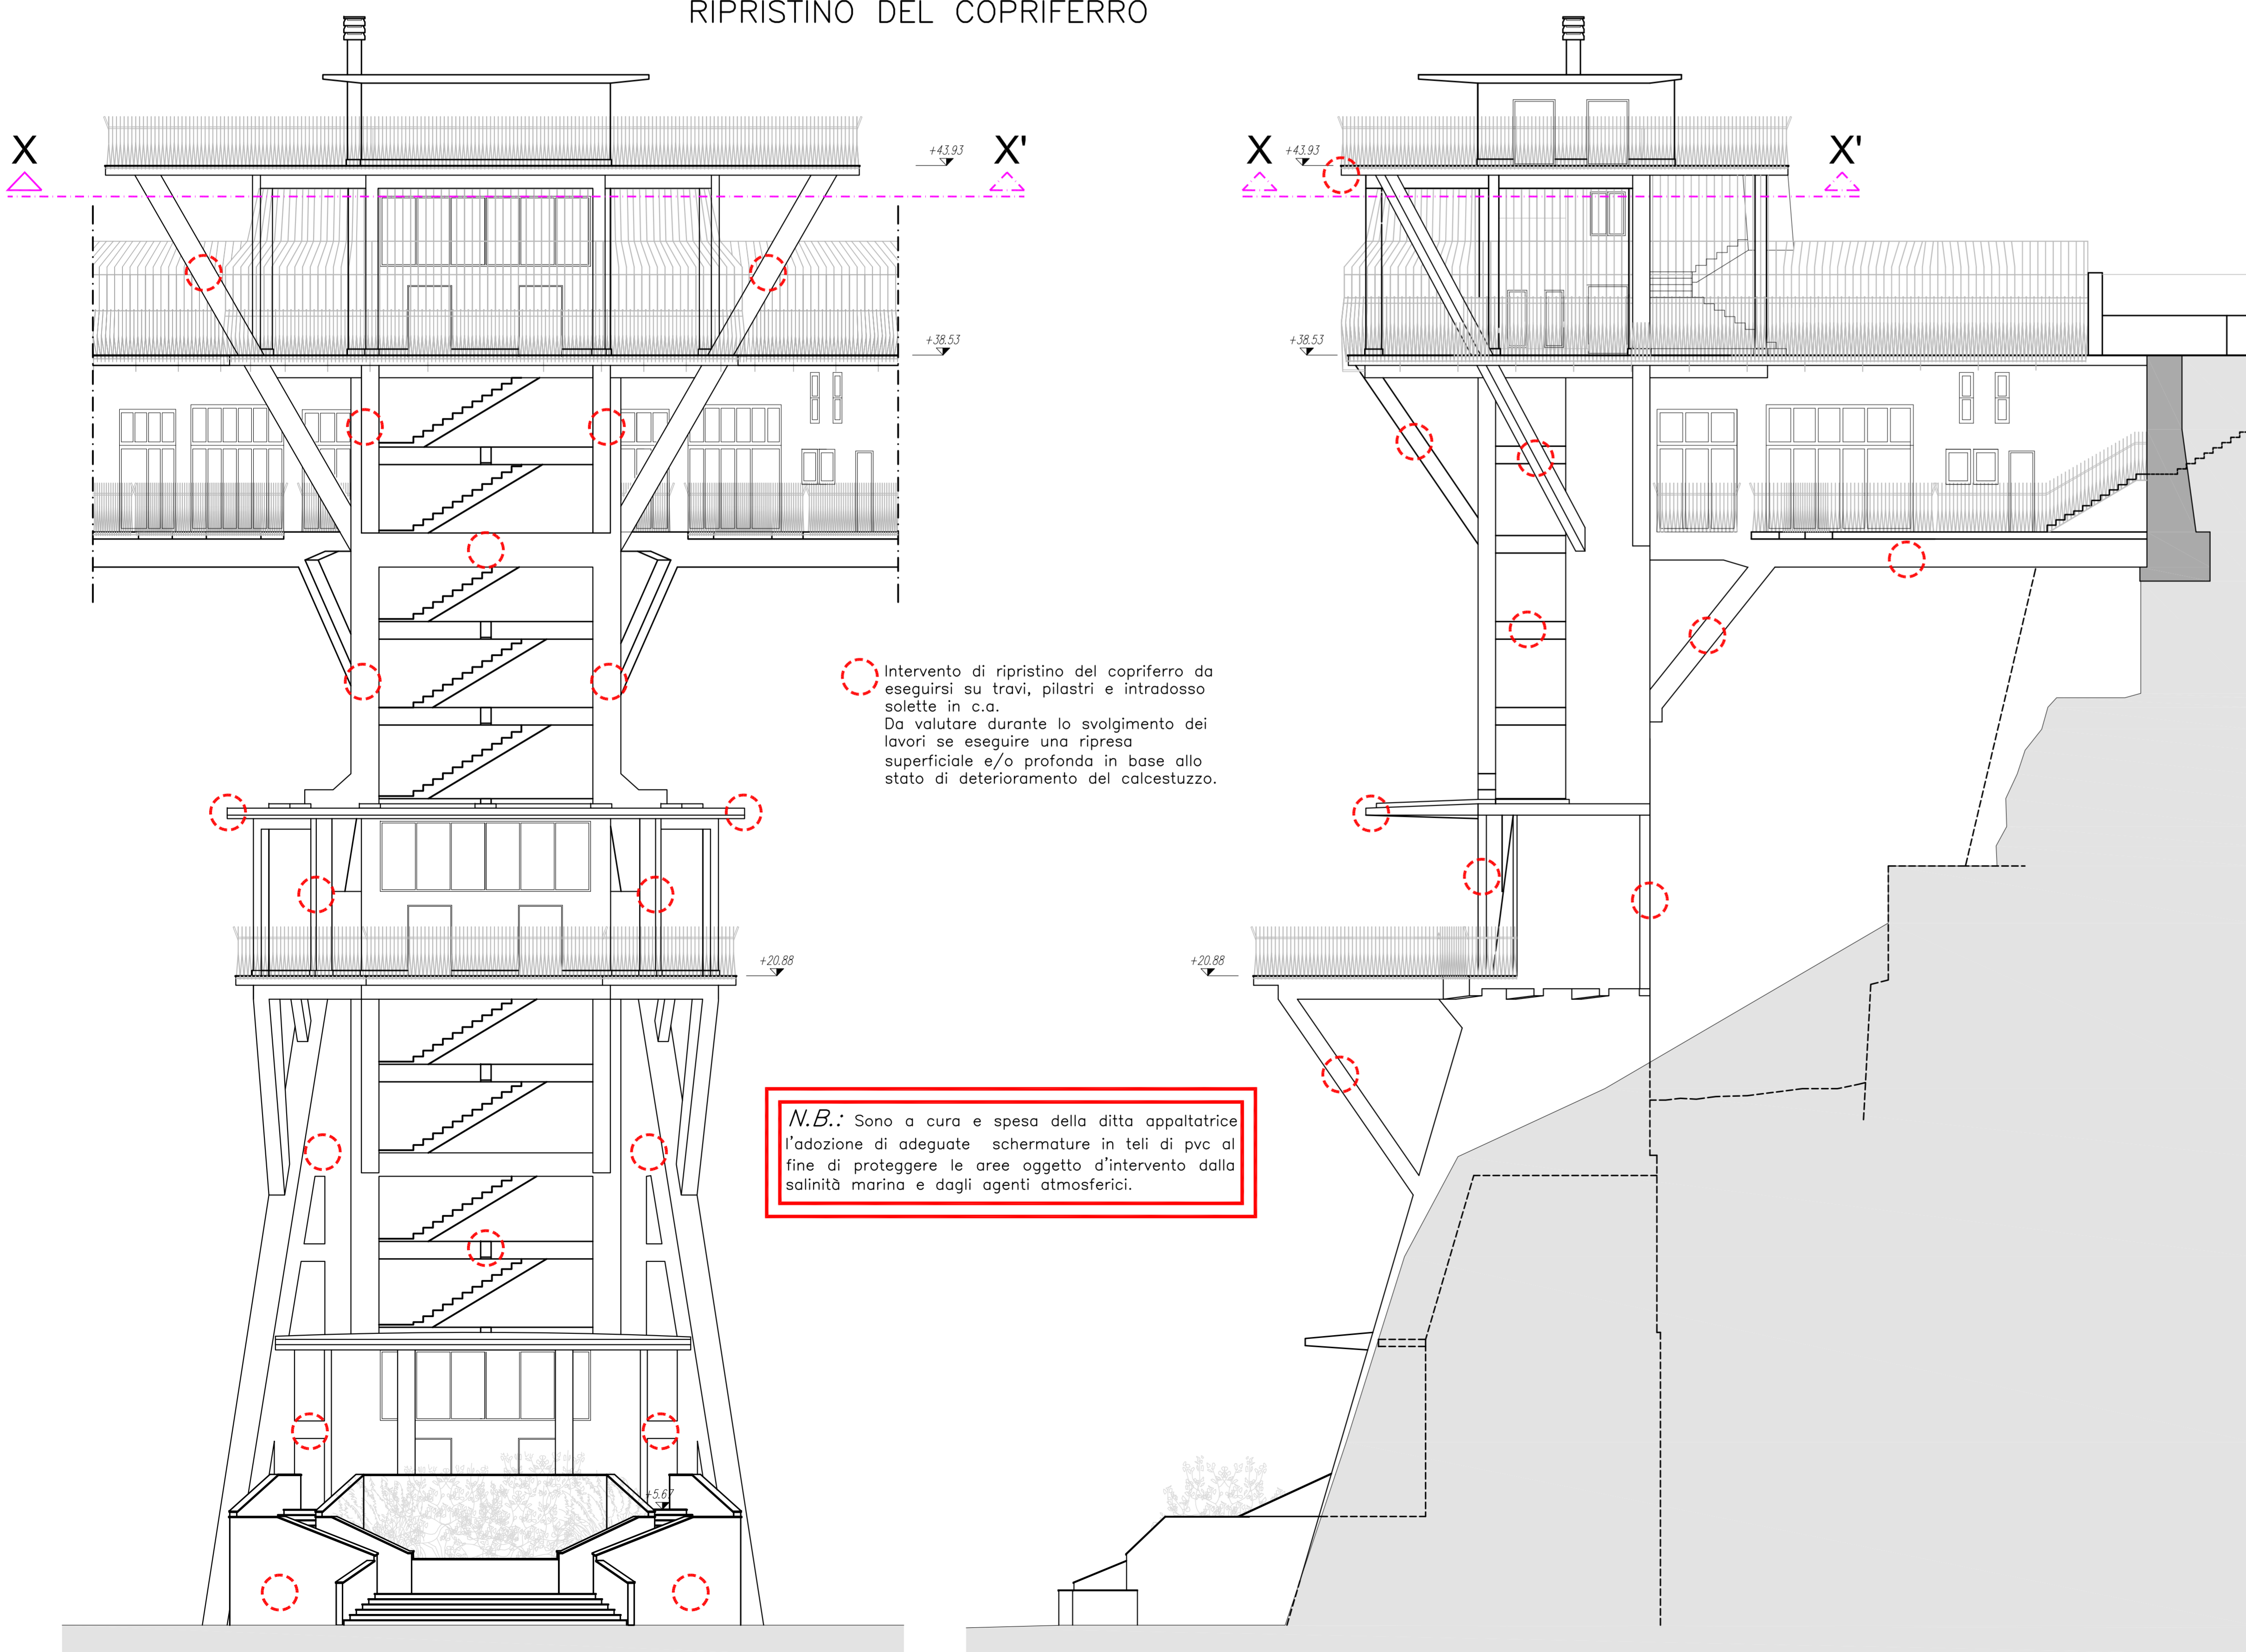 RIPRISTINO DEL COPRIFERRO
X
X'
X
X'
+43.93
+43.93
+38.53
+38.53
Intervento di ripristino del copriferro da
eseguirsi su travi, pilastri e intradosso
solette in c.a.
Da valutare durante lo svolgimento dei
lavori se eseguire una ripresa
superficiale e/o profonda in base allo
stato di deterioramento del calcestuzzo.
+20.88
+20.88
N.B.: Sono a cura e spesa della ditta appaltatrice
l'adozione di adeguate schermature in teli di pvc al
fine di proteggere le aree oggetto d'intervento dalla
salinità marina e dagli agenti atmosferici.
+5.67